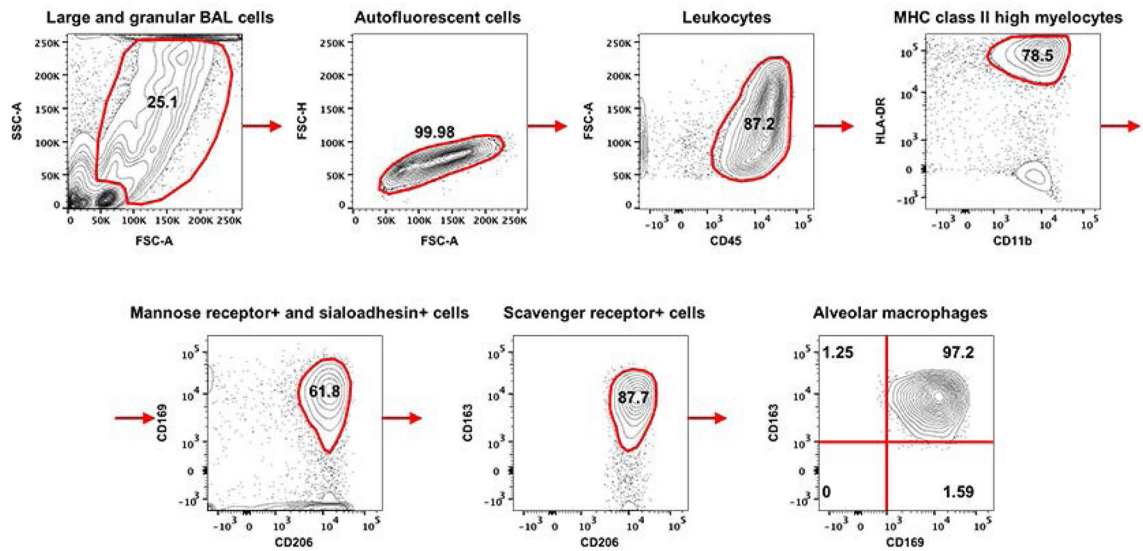 Large and granular BAL cells
Autofluorescent cells
Leukocytes
MHC class II high myelocytes
250K
200K
150K
100K
50K
0
SSC-A
25.1
0 50K 100K 150K 200K 250K
FSC-A
250K
200K
150K
100K
50K
0
FSC-H
99.98
0 50K 100K 150K 200K 250K
FSC-A
250K
200K
150K
100K
50K
0
FSC-A
87.2
-10³ 0 10³ 10⁴ 10⁵
CD45
10⁵
10⁴
10³
0
-10³
HLA-DR
78.5
-10³ 0 10³ 10⁴ 10⁵
CD11b
Mannose receptor+ and sialoadhesin+ cells
Scavenger receptor+ cells
Alveolar macrophages
10⁵
10⁴
10³
0
-10³
CD169
61.8
-10³ 0 10³ 10⁴ 10⁵
CD206
10⁵
10⁴
10³
0
-10³
CD163
87.7
-10³ 0 10³ 10⁴ 10⁵
CD206
10⁵
10⁴
10³
0
-10³
CD163
1.25 97.2
0 1.59
-10³ 0 10³ 10⁴ 10⁵
CD169